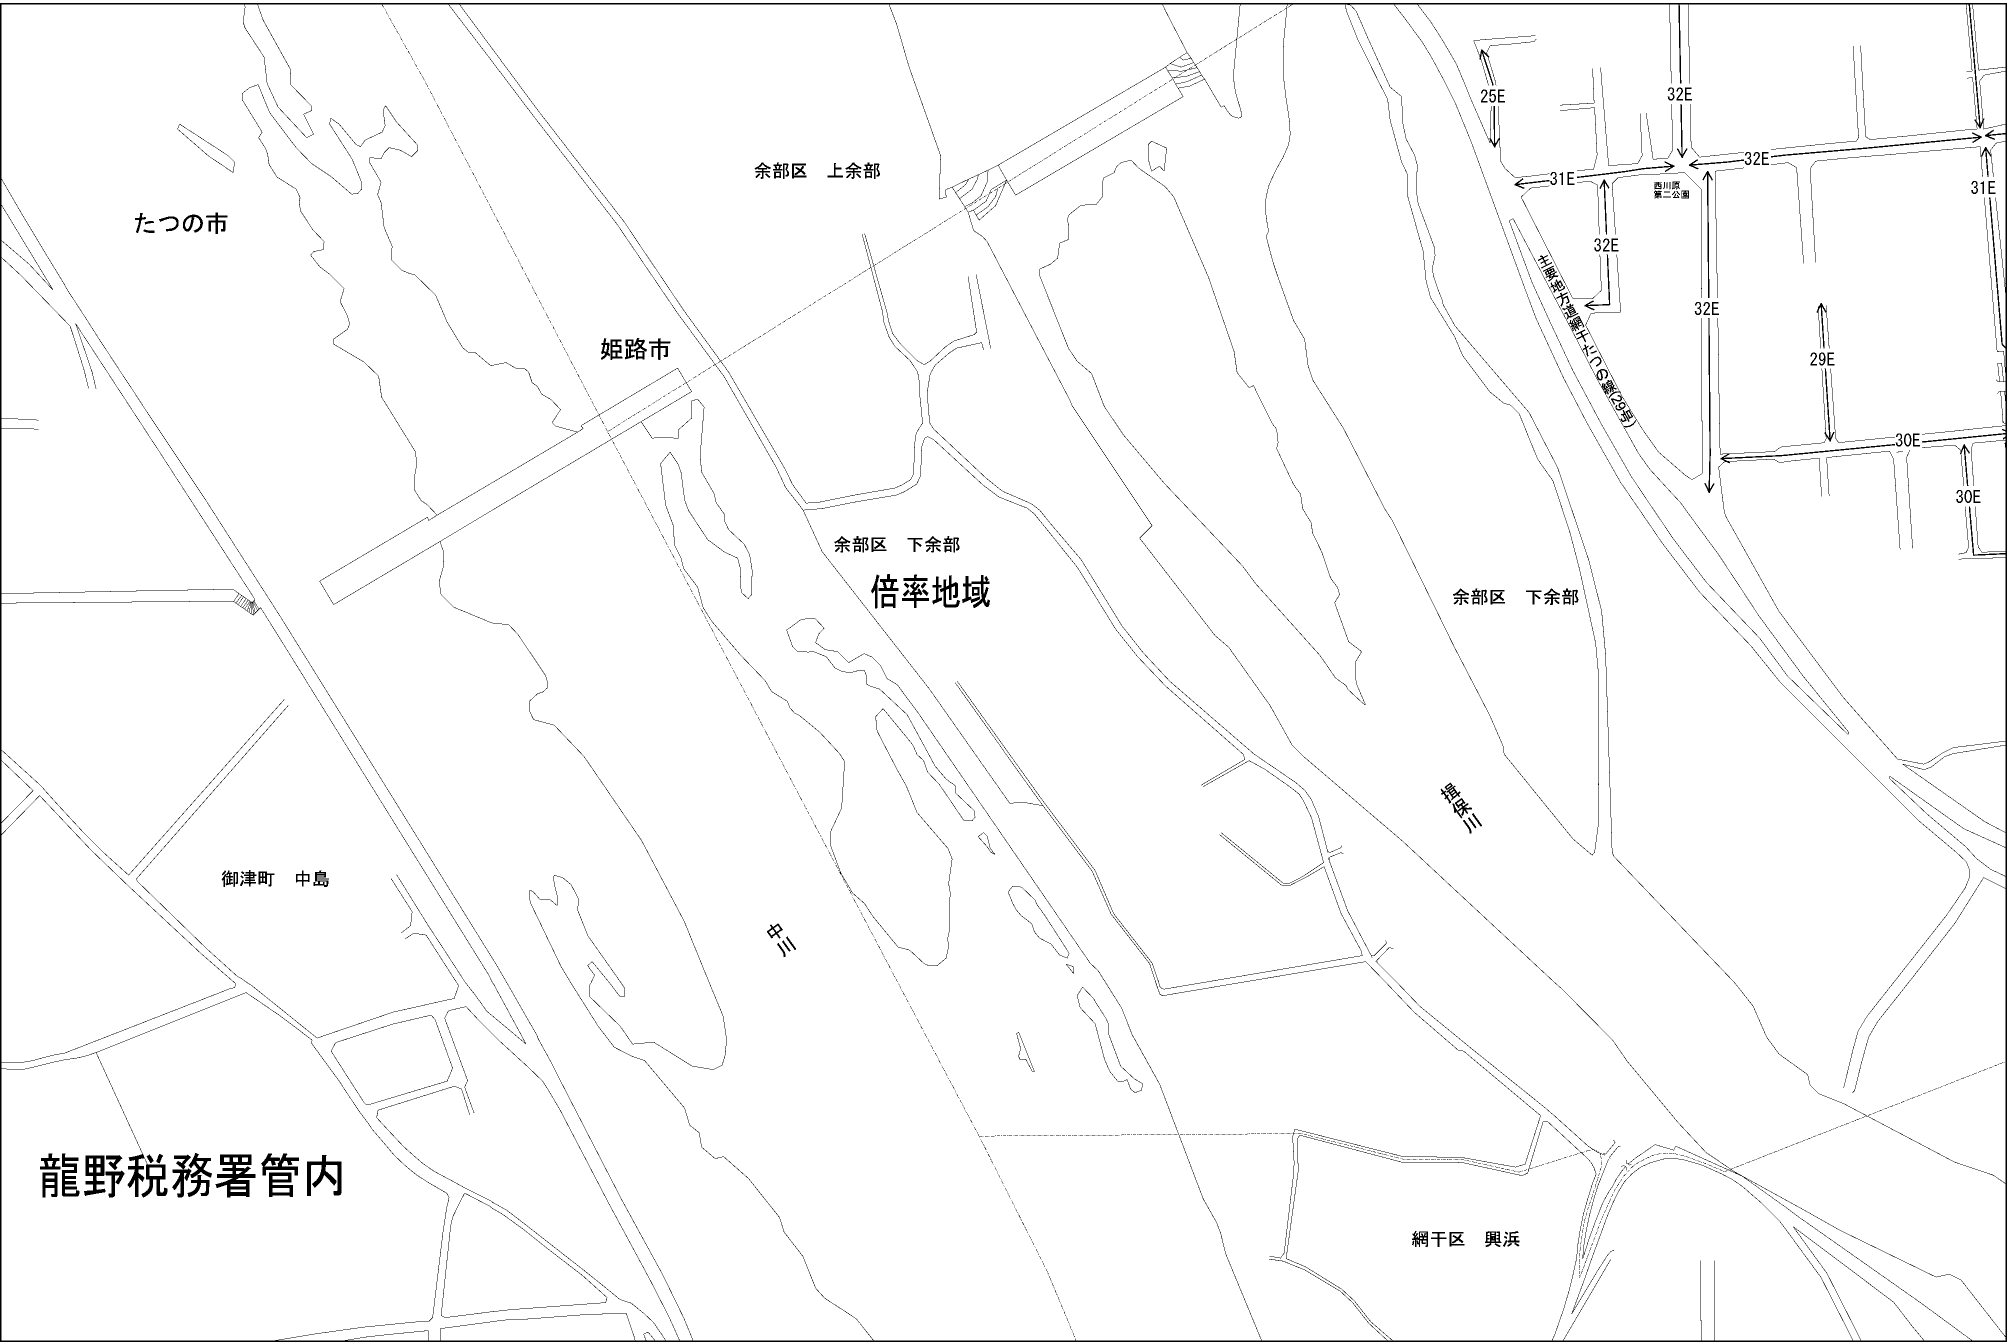 25E
32E
32E
31E
31E
西川原
第二公園
余部区　上余部
たつの市
32E
主要地方道網干たつの線(29号)
32E
姫路市
29E
30E
30E
余部区　下余部
倍率地域
余部区　下余部
揖保川
御津町　中島
中川
龍野税務署管内
網干区　興浜